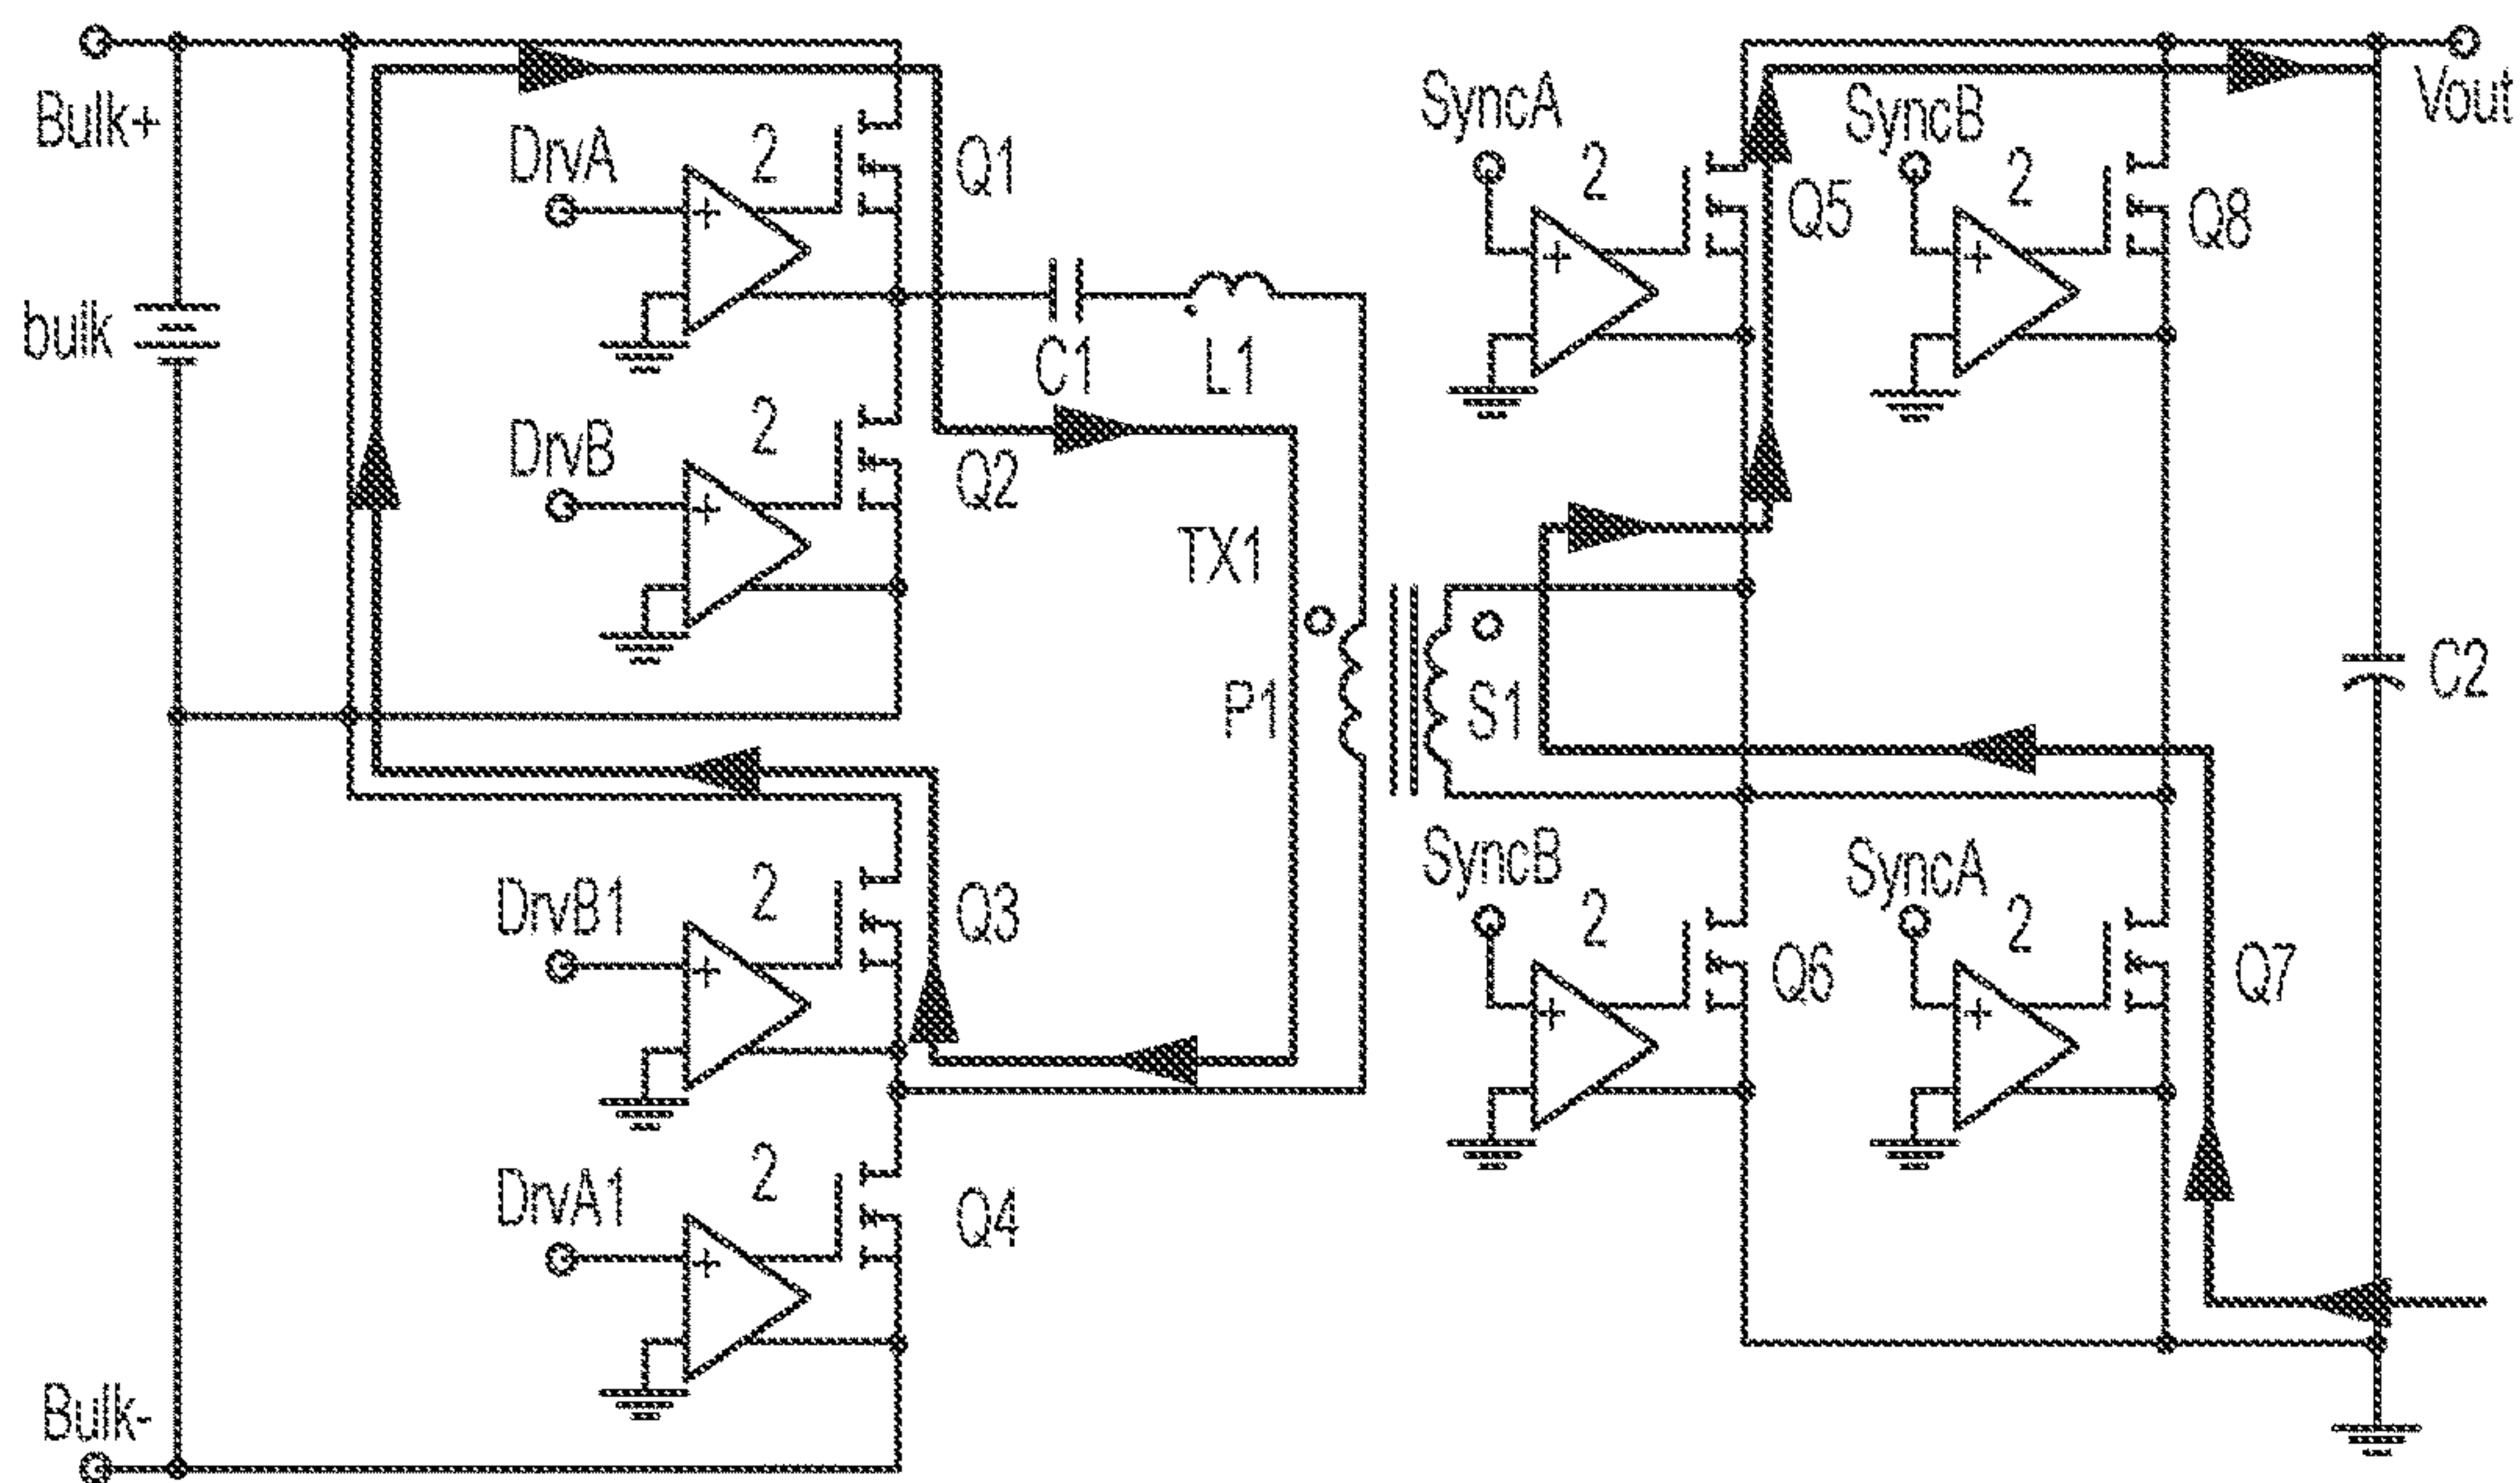 Bulk+
bulk
Bulk-
DrvA
+
2
Q1
DrvB
+
2
Q2
C1
L1
TX1
P1
S1
DrvB1
+
2
Q3
DrvA1
+
2
Q4
SyncA
+
2
Q5
SyncB
+
2
Q8
Vout
C2
SyncB
+
2
Q6
SyncA
+
2
Q7